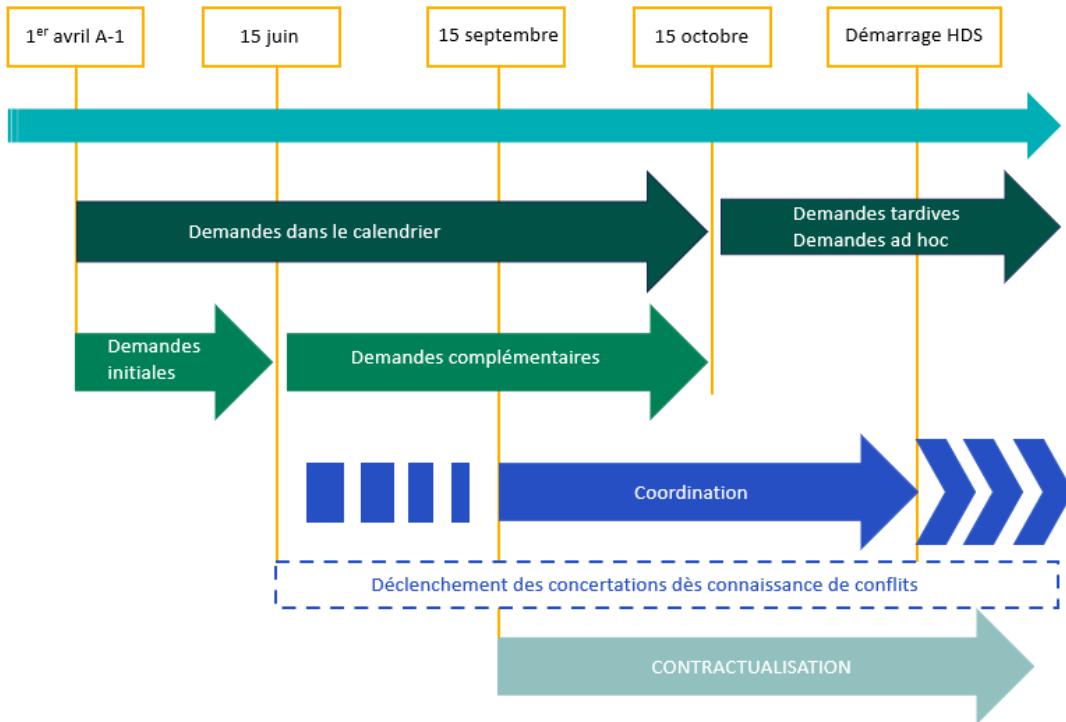 1er avril A-1
15 juin
15 septembre
15 octobre
Démarrage HDS
Demandes dans le calendrier
Demandes tardives
Demandes ad hoc
Demandes
initiales
Demandes complémentaires
Coordination
Déclenchement des concertations dès connaissance de conflits
CONTRACTUALISATION